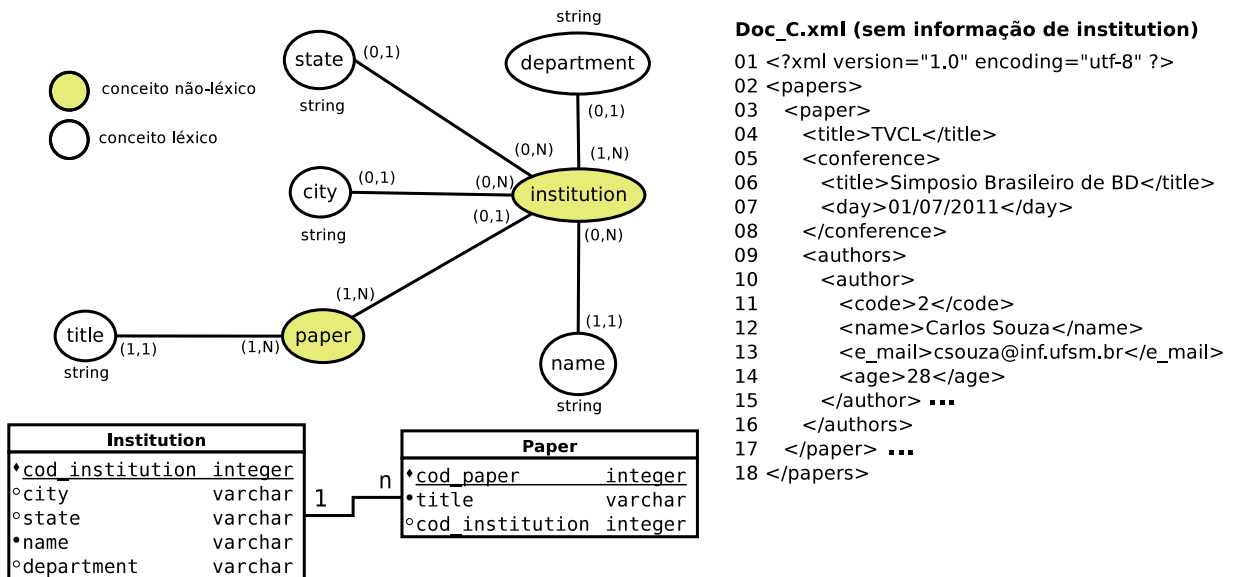 conceito não-léxico
conceito léxico
state
string
(0,1)
string
department
(0,1)
(0,N)
(1,N)
city
string
(0,1)
(0,N)
institution
(0,1)
(0,N)
(1,N)
title
string
(1,1)
(1,N)
paper
(1,1)
name
string
Institution
♦cod_institution integer
○city varchar
○state varchar
●name varchar
○department varchar
1
n
Paper
♦cod_paper integer
●title varchar
○cod_institution integer
Doc_C.xml (sem informação de institution)
01 <?xml version="1.0" encoding="utf-8" ?>
02 <papers>
03 <paper>
04 <title>TVCL</title>
05 <conference>
06 <title>Simposio Brasileiro de BD</title>
07 <day>01/07/2011</day>
08 </conference>
09 <authors>
10 <author>
11 <code>2</code>
12 <name>Carlos Souza</name>
13 <e_mail>csouza@inf.ufsm.br</e_mail>
14 <age>28</age>
15 </author> ...
16 </authors>
17 </paper> ...
18 </papers>